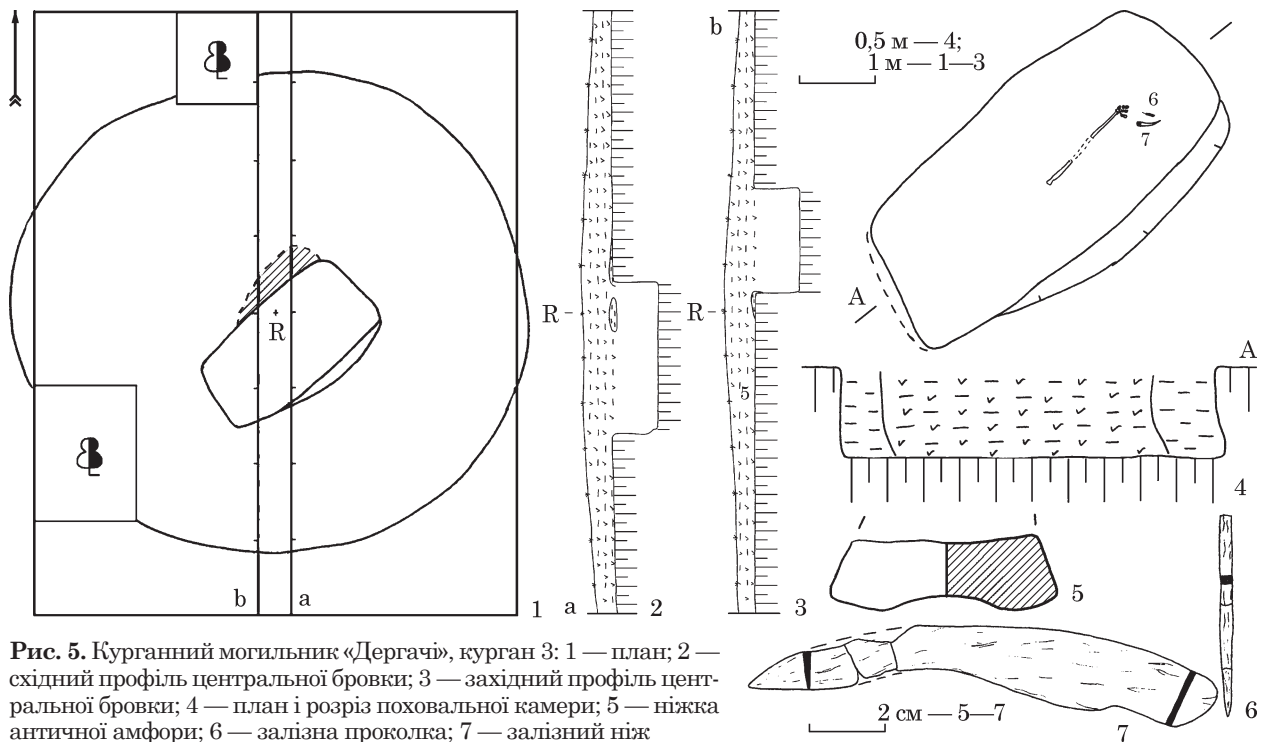 b
0,5 м — 4;
1 м — 1—3
6
7
R
R
R
A
5
A
4
b
a
1
a
2
3
5
6
7
2 см — 5—7
Рис. 5. Курганний могильник «Дергачі», курган 3: 1 — план; 2 —
східний профіль центральної бровки; 3 — західний профіль цент-
ральної бровки; 4 — план і розріз поховальної камери; 5 — ніжка
античної амфори; 6 — залізна проколка; 7 — залізний ніж